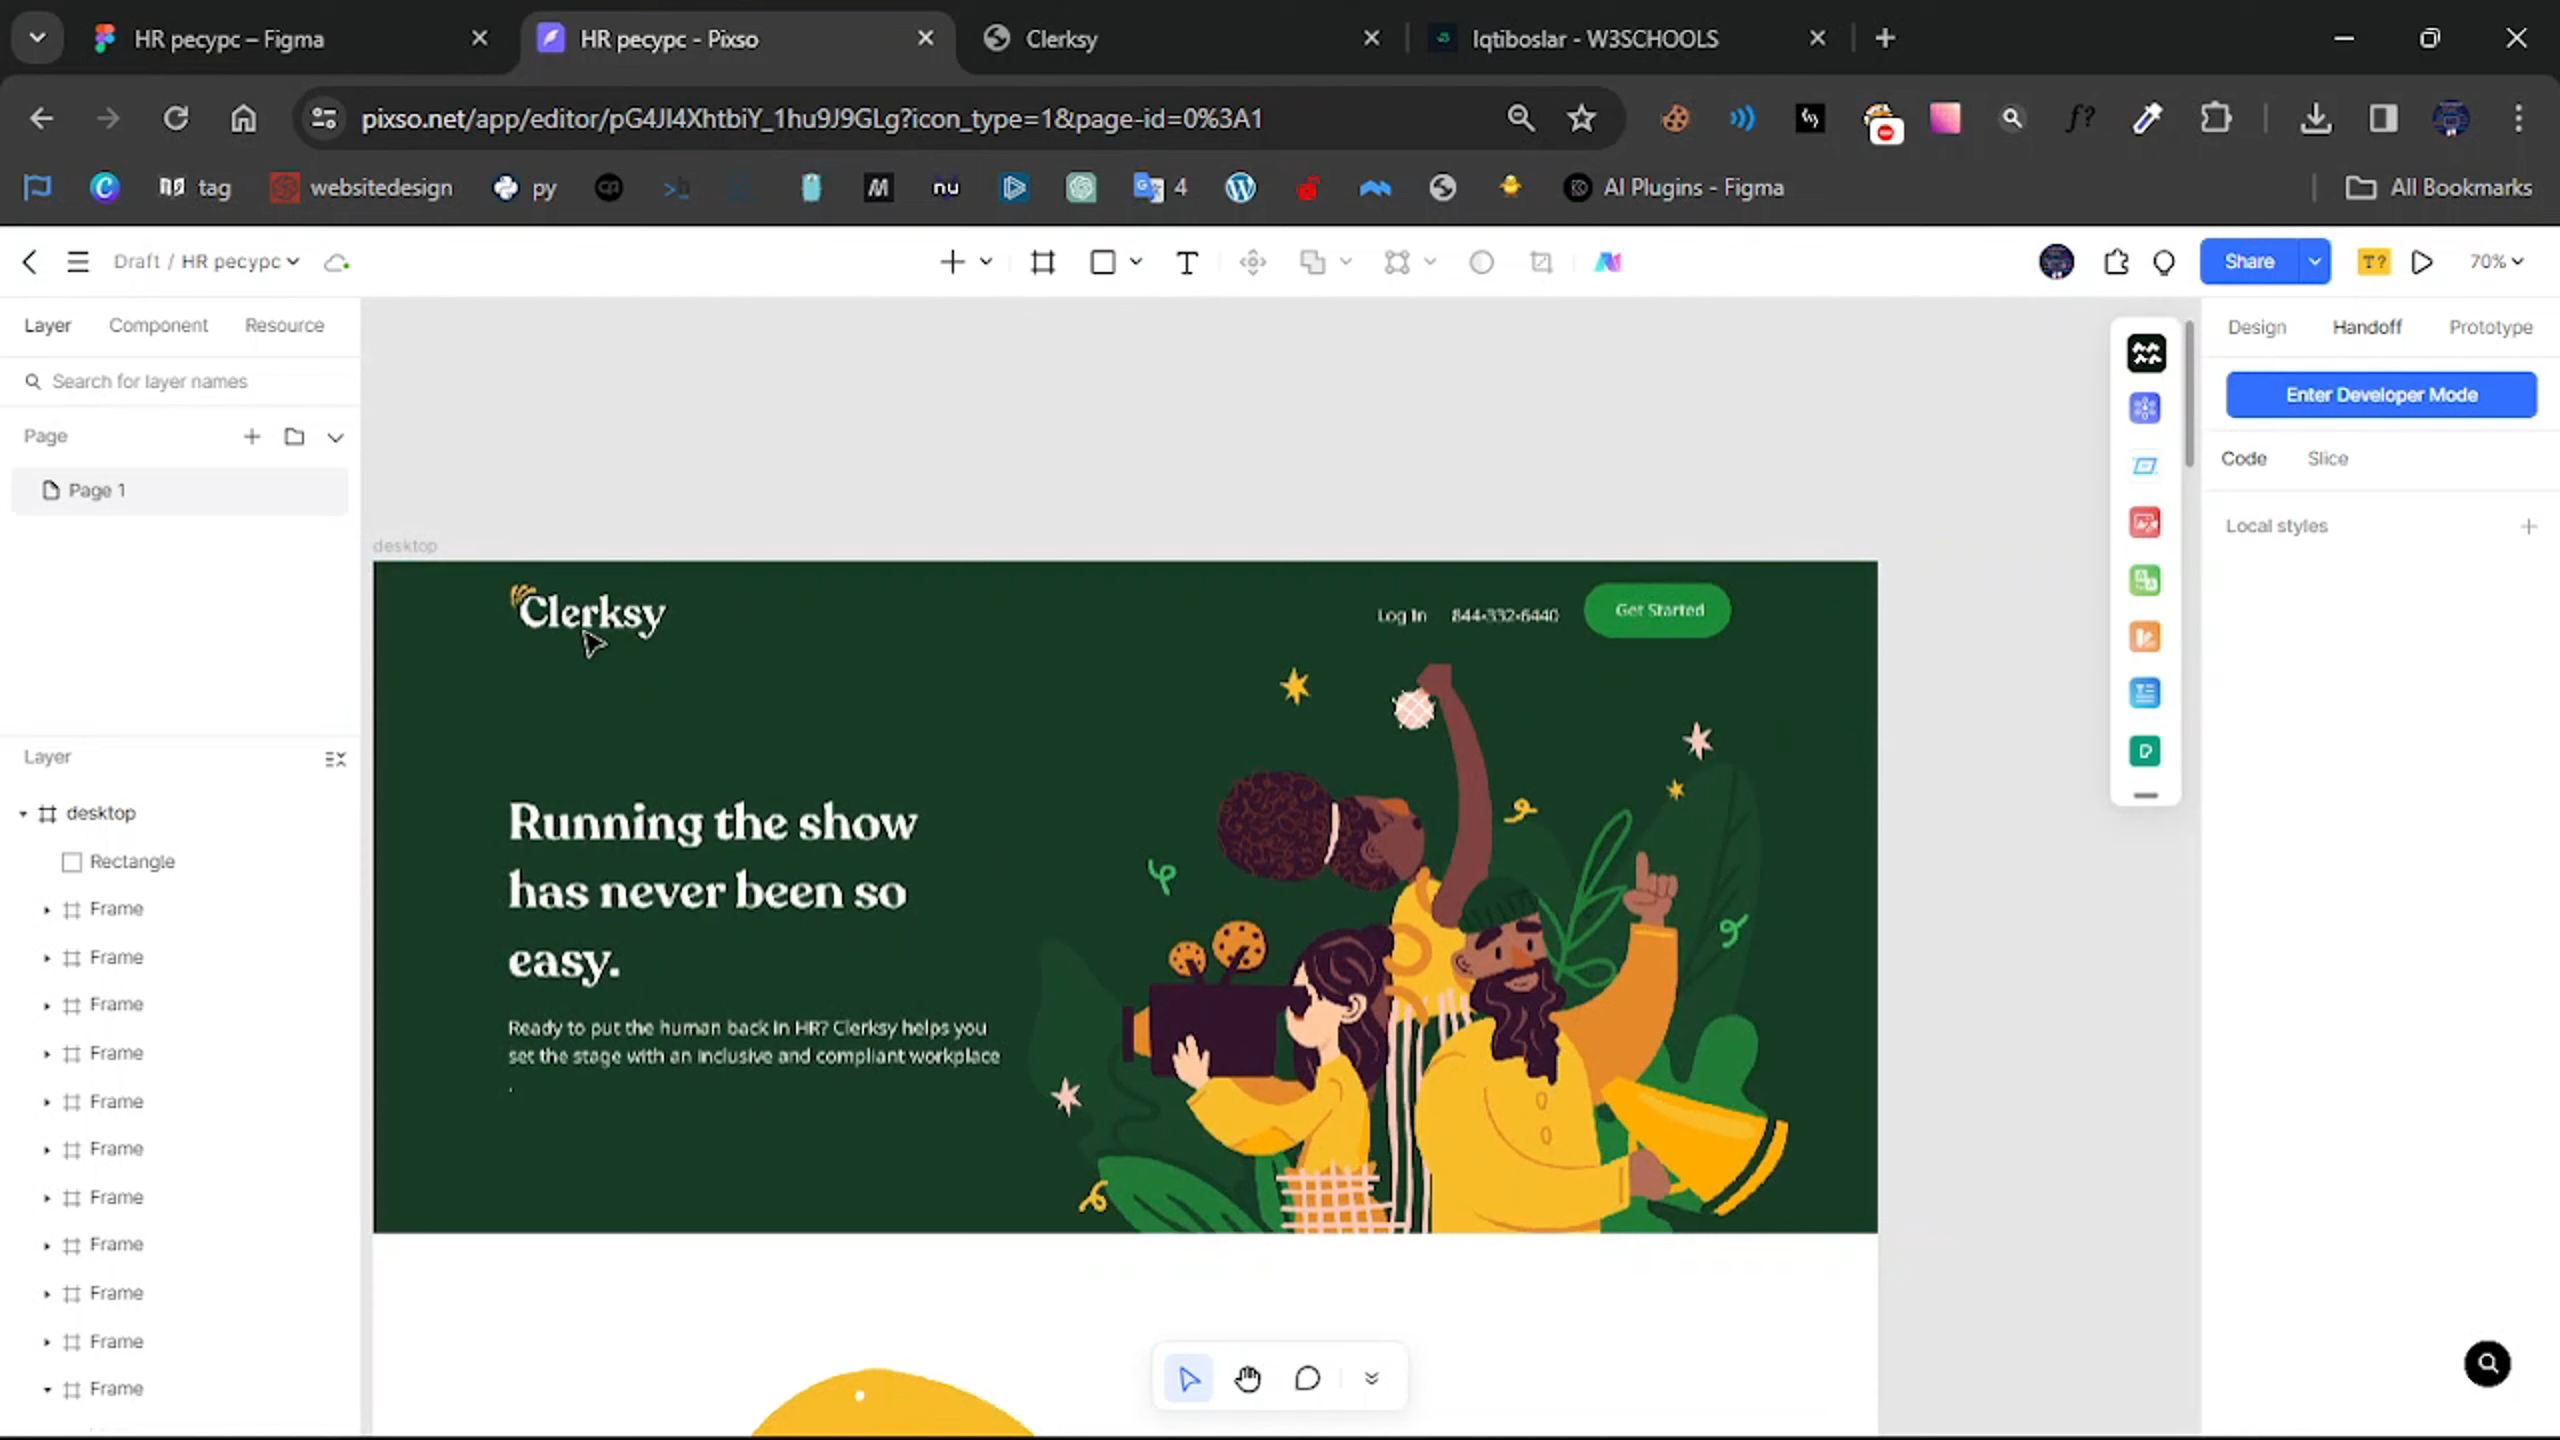 HR ресурс – Figma
HR ресурс - Pixso
Clerksy
Iqtiboslar - W3SCHOOLS
pixso.net/app/editor/pG4JI4XhtbiY_1hu9J9GLg?icon_type=1&page-id=0%3A1
f?
tag
websitedesign
py
nu
4
AI Plugins - Figma
All Bookmarks
Draft / HR ресурс
Share
T?
70%
Layer
Component
Resource
Design
Handoff
Prototype
Search for layer names
Enter Developer Mode
Page
Code
Slice
Page 1
Local styles
desktop
Clerksy
Log In
844-332-6440
Get Started
Layer
desktop
Rectangle
Frame
Frame
Frame
Frame
Frame
Frame
Frame
Frame
Frame
Frame
Frame
Running the show
has never been so
easy.
Ready to put the human back in HR? Clerksy helps you
set the stage with an inclusive and compliant workplace
.